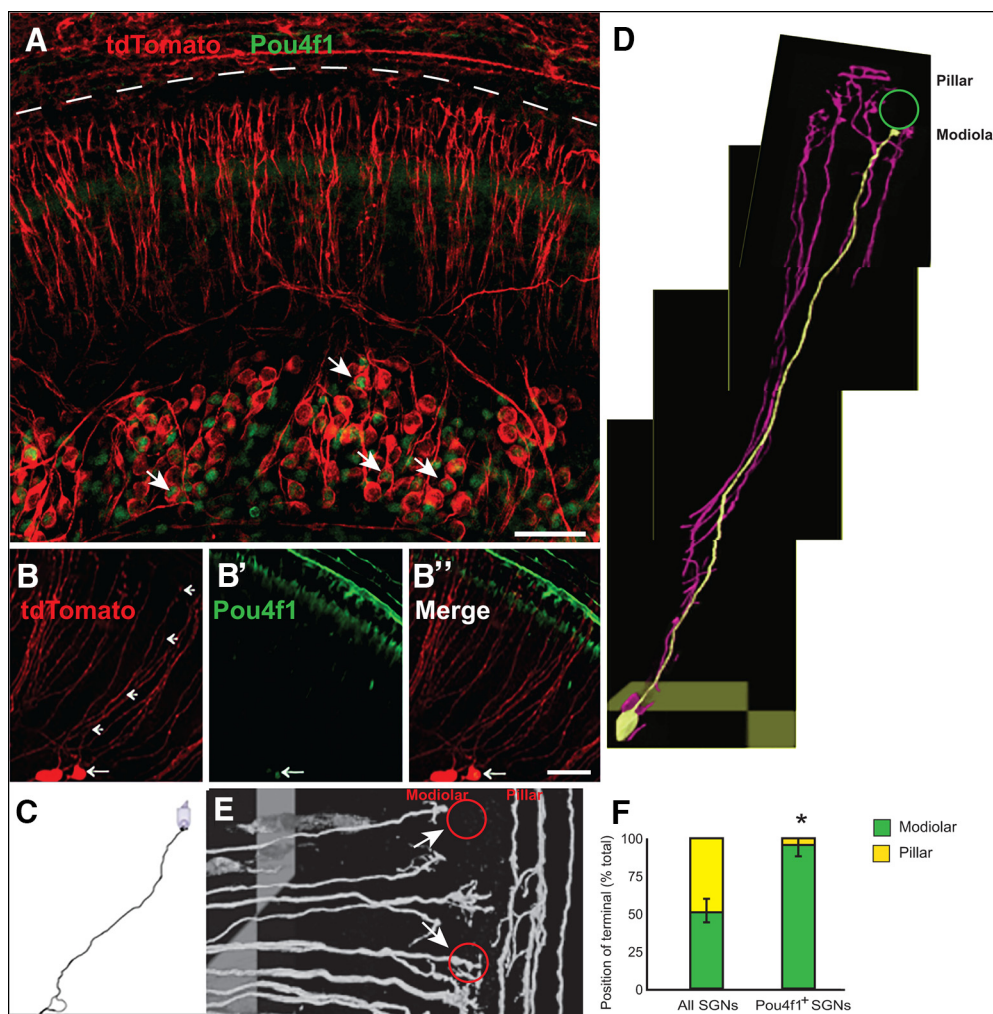 A
tdTomato Pou4f1
B
tdTomato
B'
Pou4f1
B''
Merge
C
D
Pillar
Modiola
E
Modiolar
Pillar
F
*
Modiolar
Pillar
Position of terminal (% total)
100
75
50
25
0
All SGNs
Pou4f1+ SGNs